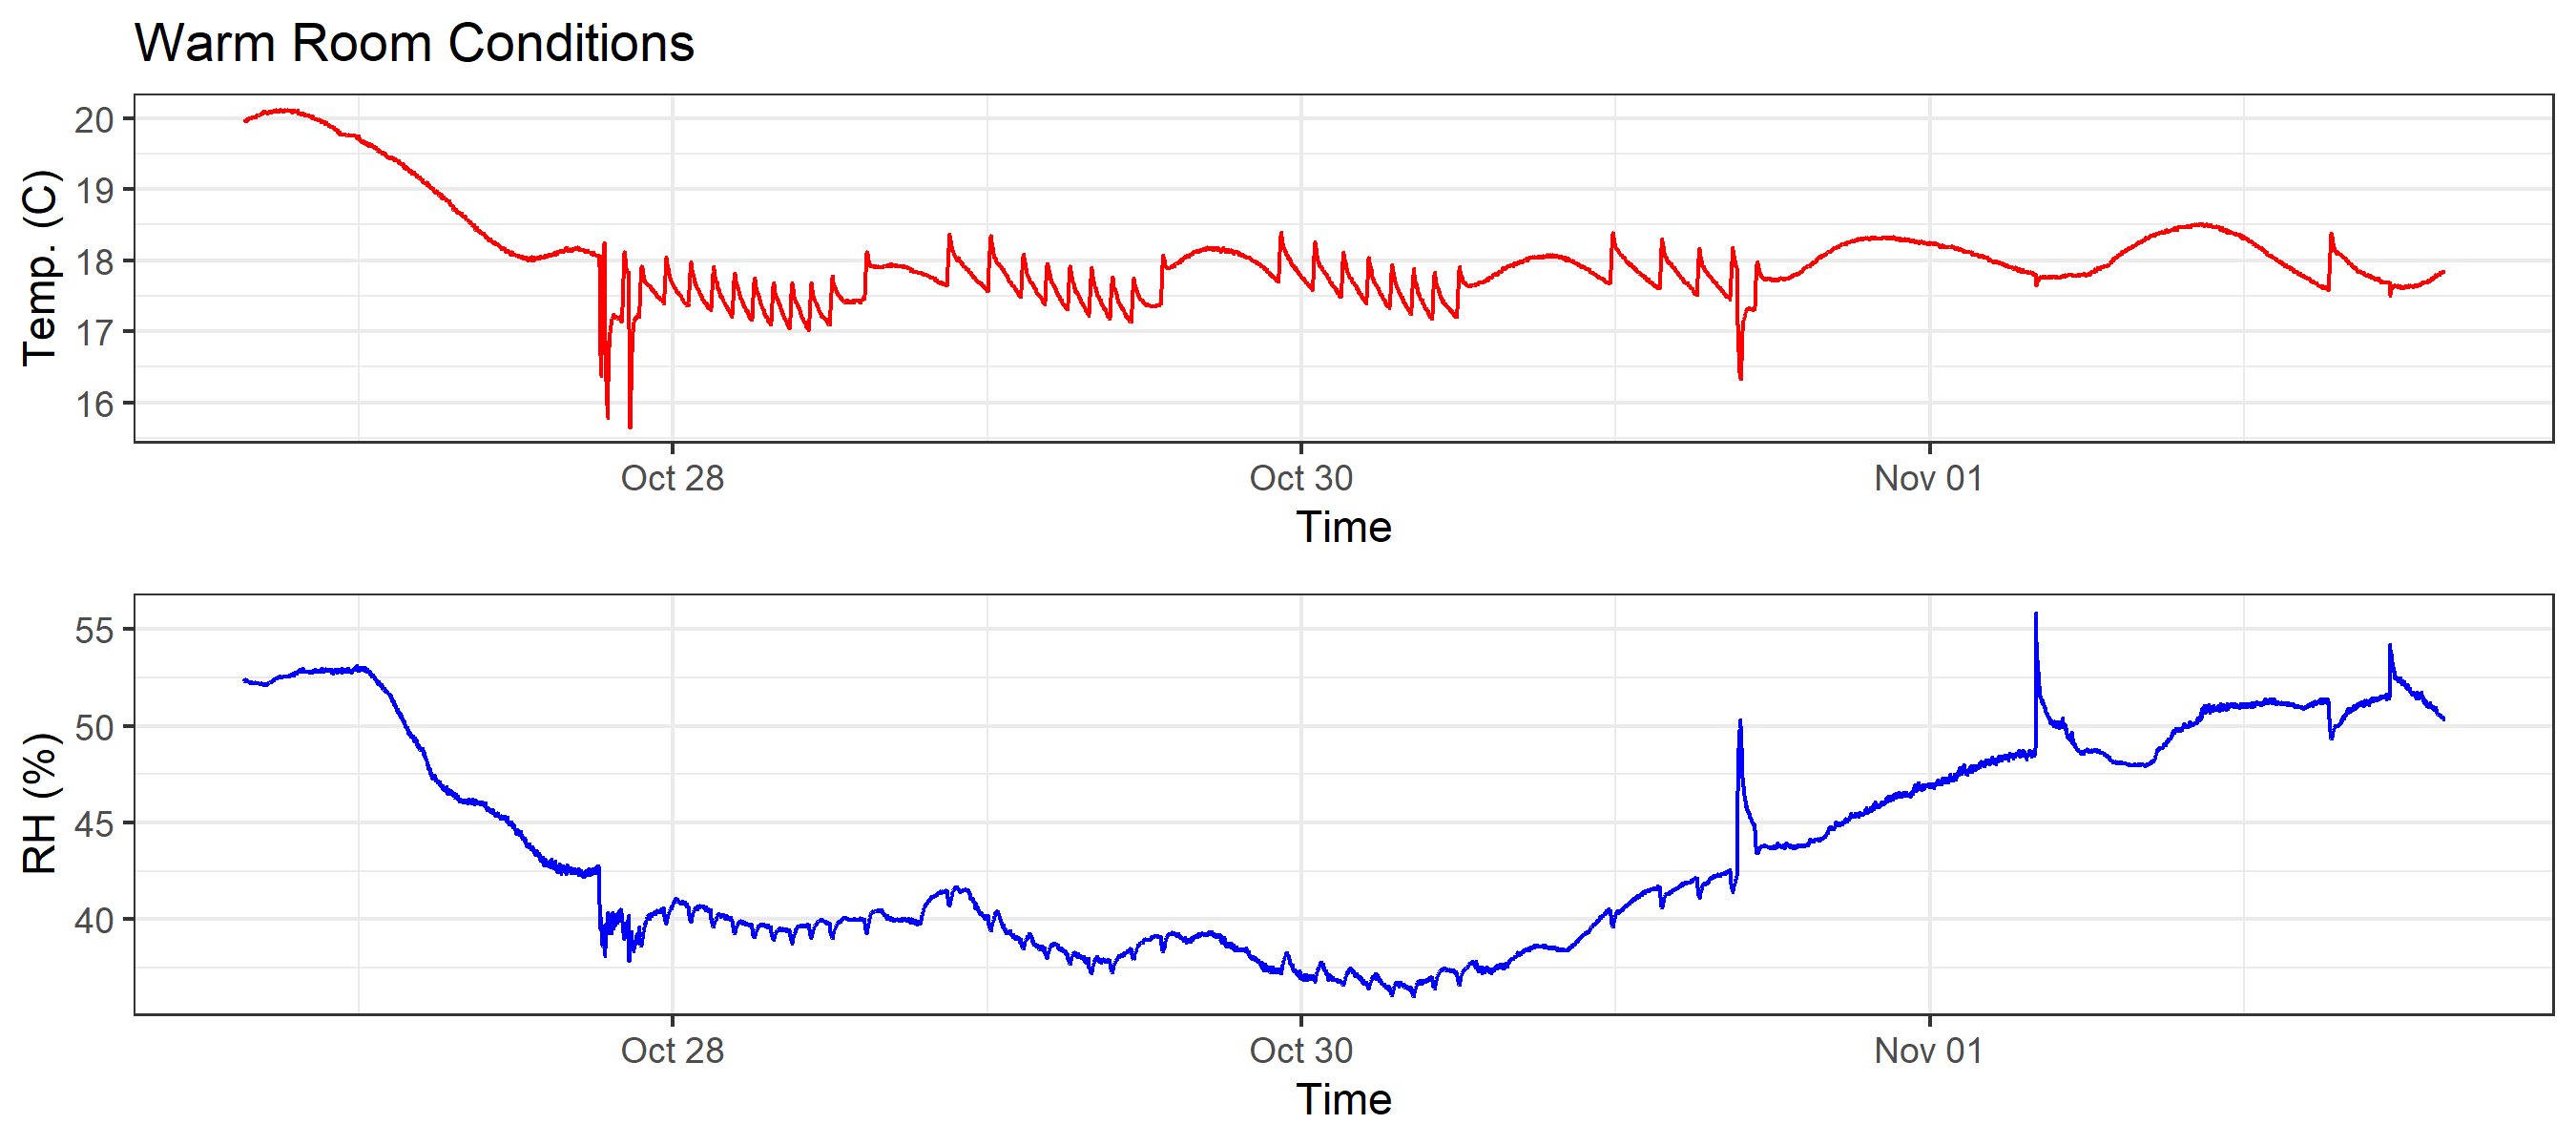 Warm Room Conditions
Temp. (C)
20
19
18
17
16
Oct 28 Oct 30 Nov 01
Time
RH (%)
55
50
45
40
Oct 28 Oct 30 Nov 01
Time